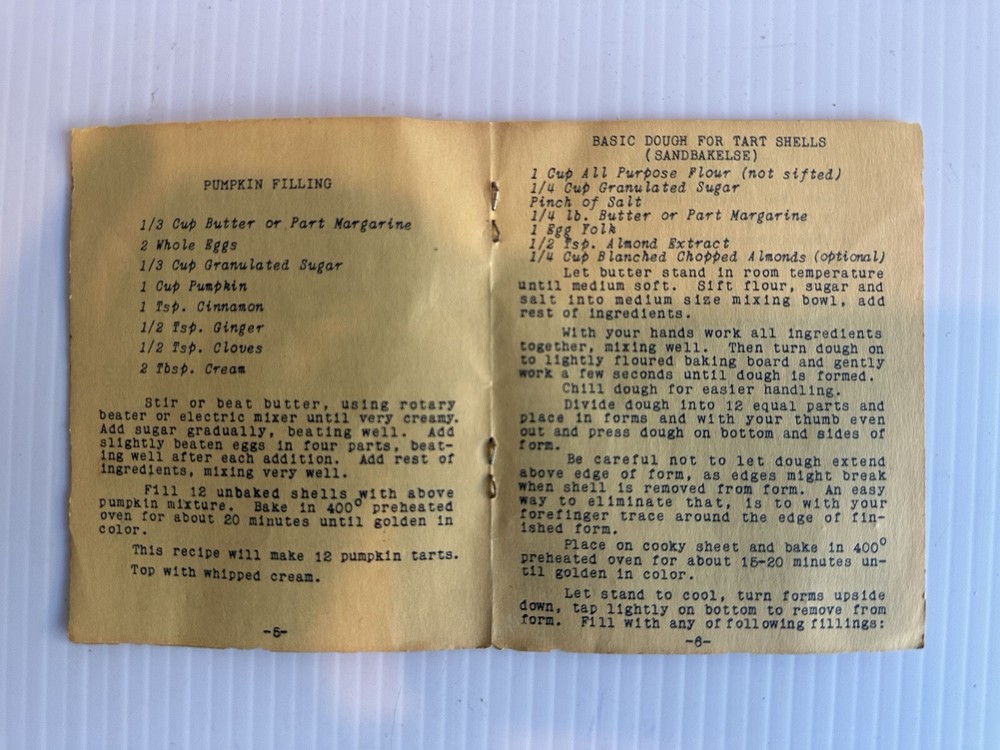 PUMPKIN FILLING
1/3 Cup Butter or Part Margarine
2 Whole Eggs
1/3 Cup Granulated Sugar
1 Cup Pumpkin
1 Tsp. Cinnamon
1/2 Tsp. Ginger
1/2 Tsp. Cloves
2 Tbsp. Cream
Stir or beat butter, using rotary
beater or electric mixer until very creamy.
Add sugar gradually, beating well. Add
slightly beaten eggs in four parts, beat-
ing well after each addition. Add rest of
ingredients, mixing very well.
Fill 12 unbaked shells with above
pumpkin mixture. Bake in 400° preheated
oven for about 20 minutes until golden in
color.
This recipe will make 12 pumpkin tarts.
Top with whipped cream.
-5-
BASIC DOUGH FOR TART SHELLS
(SANDBAKELSE)
1 Cup All Purpose Flour (not sifted)
1/4 Cup Granulated Sugar
Pinch of Salt
1/4 lb. Butter or Part Margarine
1 Egg Yolk
1/2 Tsp. Almond Extract
1/4 Cup Blanched Chopped Almonds (optional)
Let butter stand in room temperature
until medium soft. Sift flour, sugar and
salt into medium size mixing bowl, add
rest of ingredients.
With your hands work all ingredients
together, mixing well. Then turn dough on
to lightly floured baking board and gently
work a few seconds until dough is formed.
Chill dough for easier handling.
Divide dough into 12 equal parts and
place in forms and with your thumb even
out and press dough on bottom and sides of
form.
Be careful not to let dough extend
above edge of form, as edges might break
when shell is removed from form. An easy
way to eliminate that, is to with your
forefinger trace around the edge of fin-
ished form.
Place on cooky sheet and bake in 400°
preheated oven for about 15-20 minutes un-
til golden in color.
Let stand to cool, turn forms upside
down, tap lightly on bottom to remove from
form. Fill with any of following fillings:
-6-